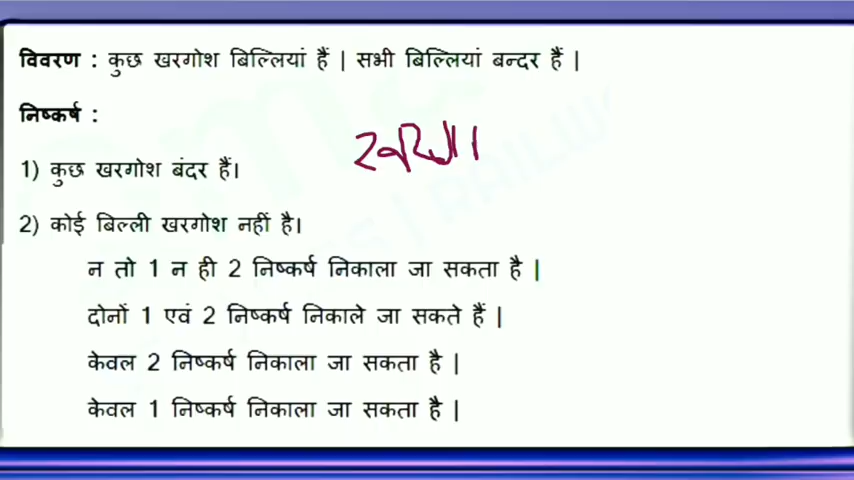 विवरण : कुछ खरगोश बिल्लियां हैं | सभी बिल्लियां बन्दर हैं |
निष्कर्ष :
1) कुछ खरगोश बंदर हैं।
2) कोई बिल्ली खरगोश नहीं है।
न तो 1 न ही 2 निष्कर्ष निकाला जा सकता है |
दोनों 1 एवं 2 निष्कर्ष निकाले जा सकते हैं |
केवल 2 निष्कर्ष निकाला जा सकता है |
केवल 1 निष्कर्ष निकाला जा सकता है |